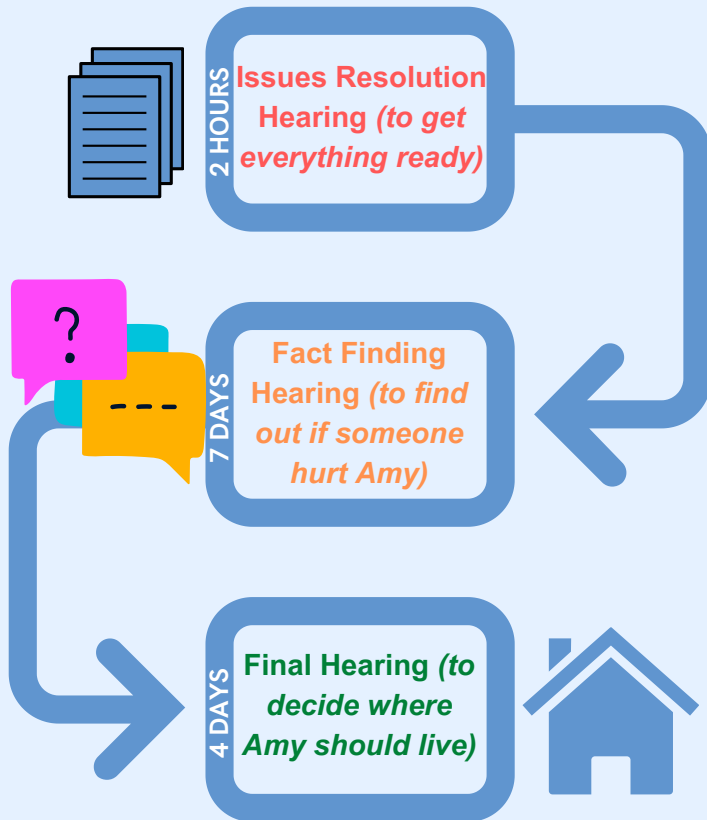 2 HOURS
Issues Resolution
Hearing (to get
everything ready)
?
7 DAYS
Fact Finding
Hearing (to find
out if someone
hurt Amy)
4 DAYS
Final Hearing (to
decide where
Amy should live)